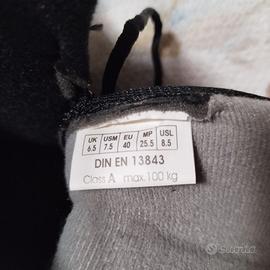 UK USM EU MP USL
6.5 7.5 40 25.5 8.5
DIN EN 13843
Class A max.100 kg
subito